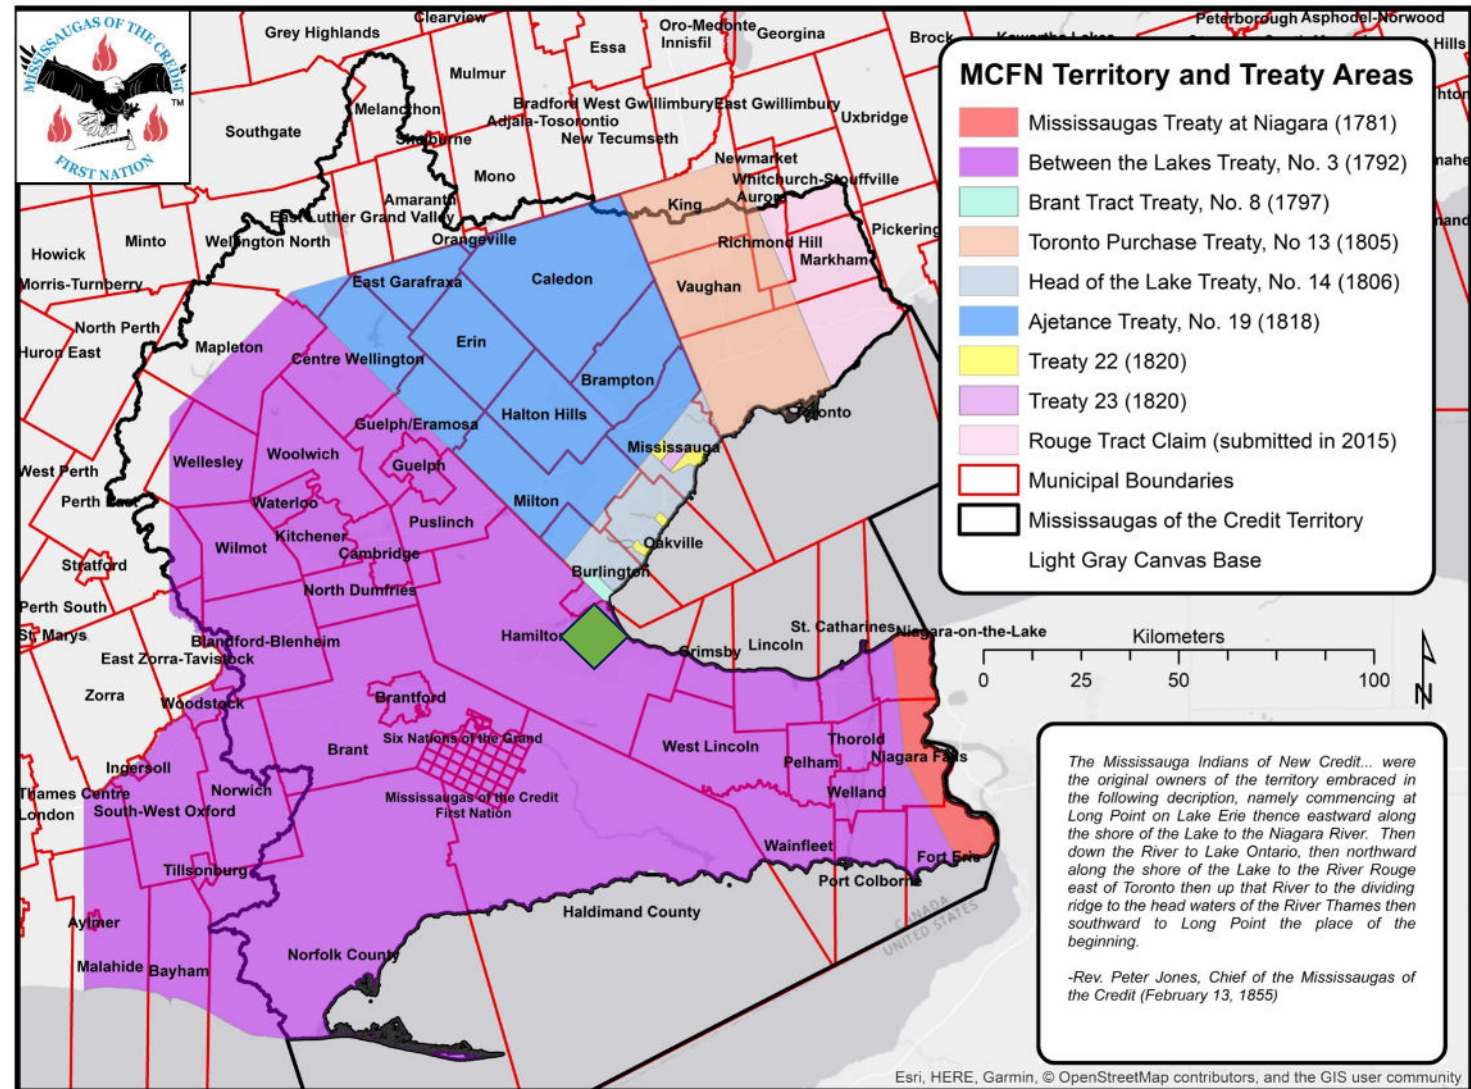 MISSISSAUGAS OF THE CREDIT
TM
FIRST NATION
Grey Highlands
Clearview
Essa
Oro-Medonte
Innisfil
Georgina
Brock
Peterborough
Asphodel-Norwood
Mulmur
Melancthon
Southgate
Shelburne
Bradford West Gwillimbury
East Gwillimbury
Adjala-Tosorontio
New Tecumseth
Uxbridge
Mono
Newmarket
Whitchurch-Stouffville
Aurora
Amaranth
East Luther Grand Valley
King
Howick
Minto
Wellington North
Orangeville
Richmond Hill
Markham
Pickering
Morris-Turnberry
East Garafraxa
Caledon
Vaughan
North Perth
Huron East
Mapleton
Centre Wellington
Erin
Brampton
Halton Hills
Toronto
Guelph/Eramosa
Mississauga
West Perth
Wellesley
Woolwich
Guelph
Perth East
Waterloo
Milton
Puslinch
Kitchener
Wilmot
Cambridge
Oakville
Stratford
Burlington
North Dumfries
Perth South
St. Marys
Blandford-Blenheim
Hamilton
St. Catharines
Niagara-on-the-Lake
East Zorra-Tavistock
Grimsby
Lincoln
Zorra
Woodstock
Brantford
Six Nations of the Grand
Brant
West Lincoln
Thorold
Pelham
Niagara Falls
Ingersoll
Thames Centre
London
Norwich
South-West Oxford
Mississaugas of the Credit
First Nation
Welland
Wainfleet
Tillsonburg
Fort Erie
Port Colborne
Haldimand County
Aylmer
Malahide
Bayham
Norfolk County
CANADA
UNITED STATES
MCFN Territory and Treaty Areas
Mississaugas Treaty at Niagara (1781)
Between the Lakes Treaty, No. 3 (1792)
Brant Tract Treaty, No. 8 (1797)
Toronto Purchase Treaty, No 13 (1805)
Head of the Lake Treaty, No. 14 (1806)
Ajetance Treaty, No. 19 (1818)
Treaty 22 (1820)
Treaty 23 (1820)
Rouge Tract Claim (submitted in 2015)
Municipal Boundaries
Mississaugas of the Credit Territory
Light Gray Canvas Base
Kilometers
0 25 50 100
N
The Mississauga Indians of New Credit... were
the original owners of the territory embraced in
the following decription, namely commencing at
Long Point on Lake Erie thence eastward along
the shore of the Lake to the Niagara River. Then
down the River to Lake Ontario, then northward
along the shore of the Lake to the River Rouge
east of Toronto then up that River to the dividing
ridge to the head waters of the River Thames then
southward to Long Point the place of the
beginning.
-Rev. Peter Jones, Chief of the Mississaugas of
the Credit (February 13, 1855)
Esri, HERE, Garmin, © OpenStreetMap contributors, and the GIS user community